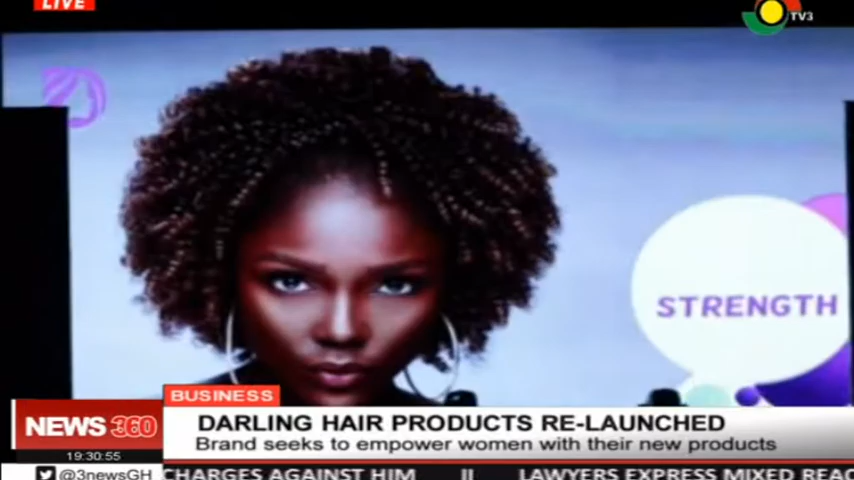 LIVE
TV3
STRENGTH
BUSINESS
NEWS 360
DARLING HAIR PRODUCTS RE-LAUNCHED
Brand seeks to empower women with their new products
19:30:55
@3newsGH
CHARGES AGAINST HIM || LAWYERS EXPRESS MIXED REAC